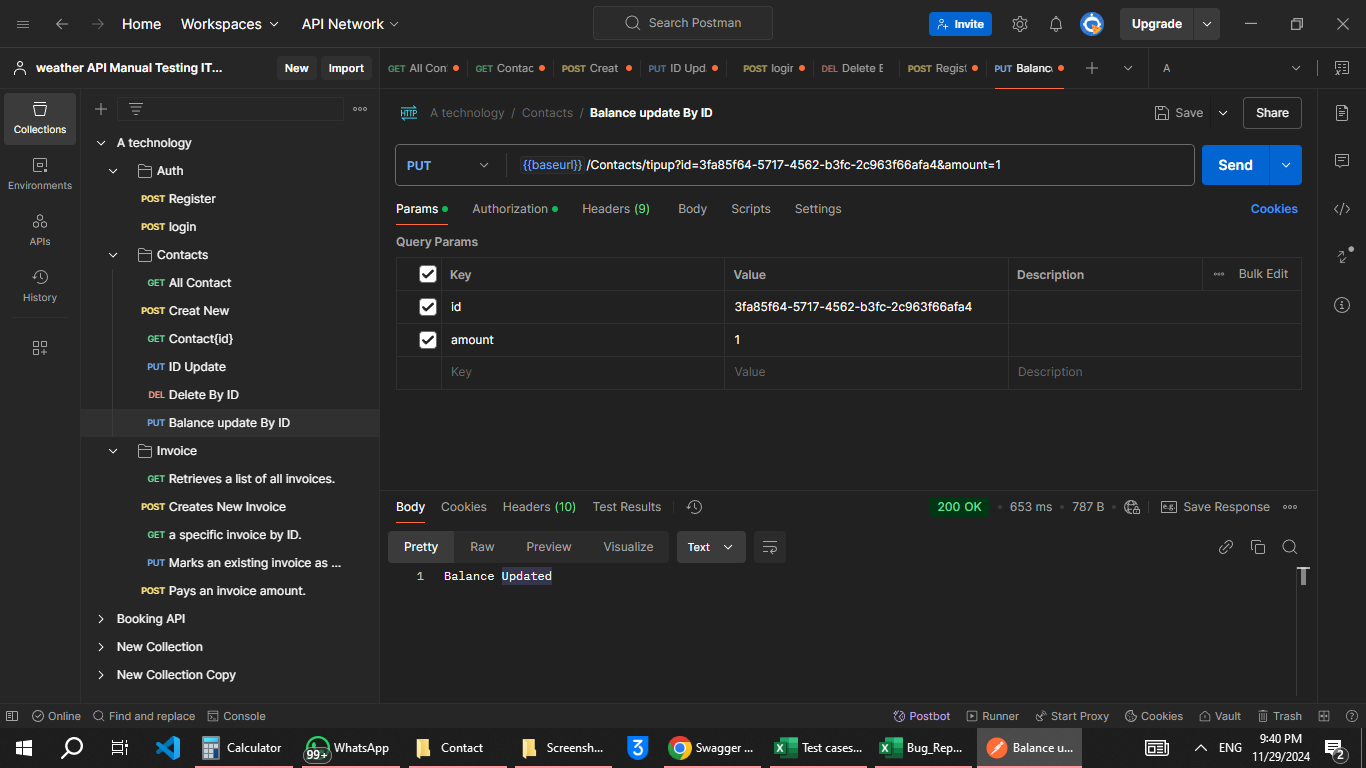 Home Workspaces API Network Search Postman Invite Upgrade
weather API Manual Testing IT... New Import GET All Con GET Contac POST Creat PUT ID Upd. POST login DEL Delete E POST Regist PUT Balanc A
Collections
Environments
APIs
History
A technology
Auth
POST Register
POST login
Contacts
GET All Contact
POST Creat New
GET Contact{id}
PUT ID Update
DEL Delete By ID
PUT Balance update By ID
Invoice
GET Retrieves a list of all invoices.
POST Creates New Invoice
GET a specific invoice by ID.
PUT Marks an existing invoice as ...
POST Pays an invoice amount.
Booking API
New Collection
New Collection Copy
HTTP A technology / Contacts / Balance update By ID Save Share
PUT {{baseurl}} /Contacts/tipup?id=3fa85f64-5717-4562-b3fc-2c963f66afa4&amount=1 Send
Params Authorization Headers (9) Body Scripts Settings Cookies
Query Params
Key Value Description Bulk Edit
id 3fa85f64-5717-4562-b3fc-2c963f66afa4
amount 1
Key Value Description
Body Cookies Headers (10) Test Results 200 OK 653 ms 787 B Save Response
Pretty Raw Preview Visualize Text
1 Balance Updated
Online Find and replace Console Postbot Runner Start Proxy Cookies Vault Trash
Calculator 99+ WhatsApp Contact Screensh... Swagger ... Test cases... Bug_Rep... Balance u... ENG 9:40 PM
11/29/2024 2